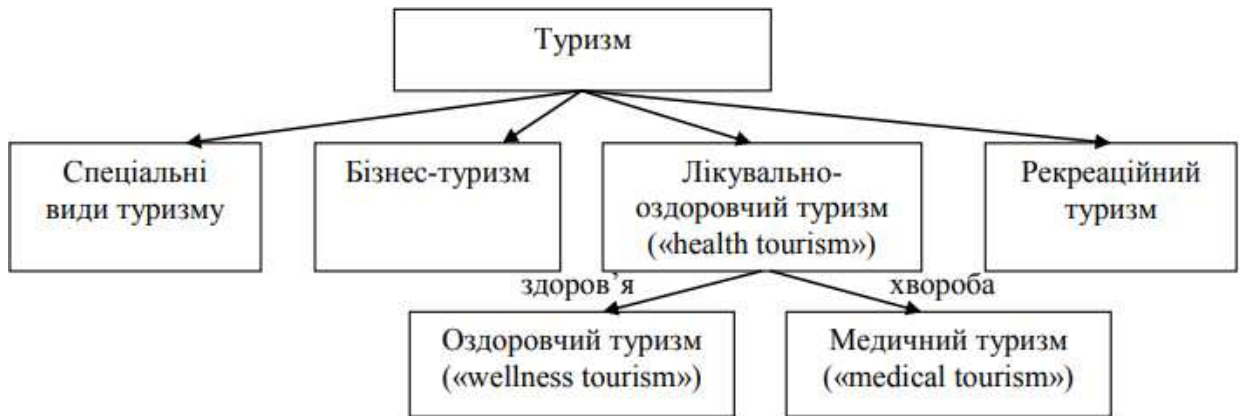 Туризм
Спеціальні
види туризму
Бізнес-туризм
Лікувально-
оздоровчий туризм
(«health tourism»)
Рекреаційний
туризм
здоров’я
хвороба
Оздоровчий туризм
(«wellness tourism»)
Медичний туризм
(«medical tourism»)